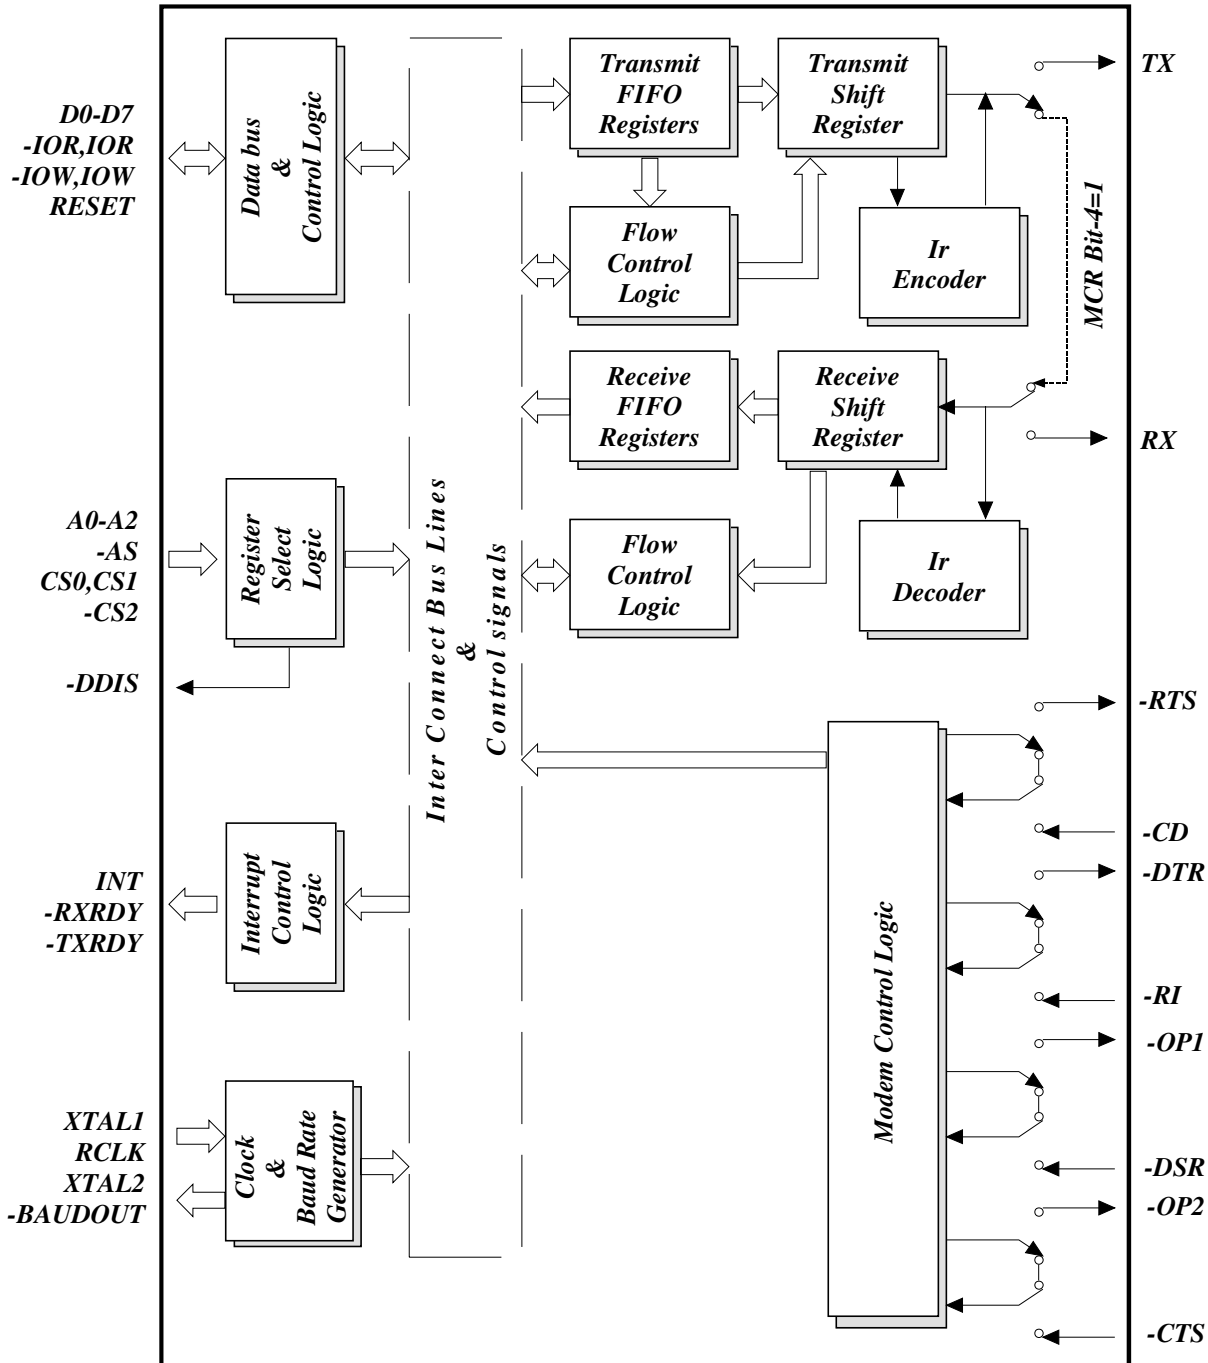 D0-D7
-IOR,IOR
-IOW,IOW
RESET
Data bus
&
Control Logic
A0-A2
-AS
CS0,CS1
-CS2
Register
Select
Logic
-DDIS
INT
-RXRDY
-TXRDY
Interrupt
Control
Logic
XTAL1
RCLK
XTAL2
-BAUDOUT
Clock
&
Baud Rate
Generator
Inter Connect Bus Lines
&
Control signals
Transmit
FIFO
Registers
Transmit
Shift
Register
TX
Flow
Control
Logic
Ir
Encoder
MCR Bit-4=1
Receive
FIFO
Registers
Receive
Shift
Register
RX
Flow
Control
Logic
Ir
Decoder
Modem Control Logic
-RTS
-CD
-DTR
-RI
-OP1
-DSR
-OP2
-CTS